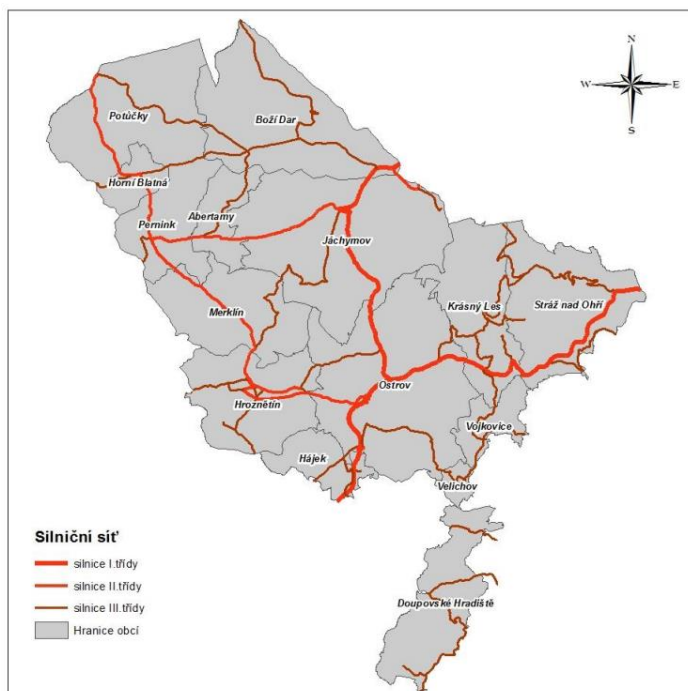 N
W E
S
Potůčky
Boží Dar
Horní Blatná
Abertamy
Pernink
Jáchymov
Krásný Les
Stráž nad Ohří
Merklín
Ostrov
Hroznětín
Vojkovice
Hájek
Velichov
Doupovské Hradiště
Silniční síť
silnice I.třídy
silnice II.třídy
silnice III.třídy
Hranice obcí